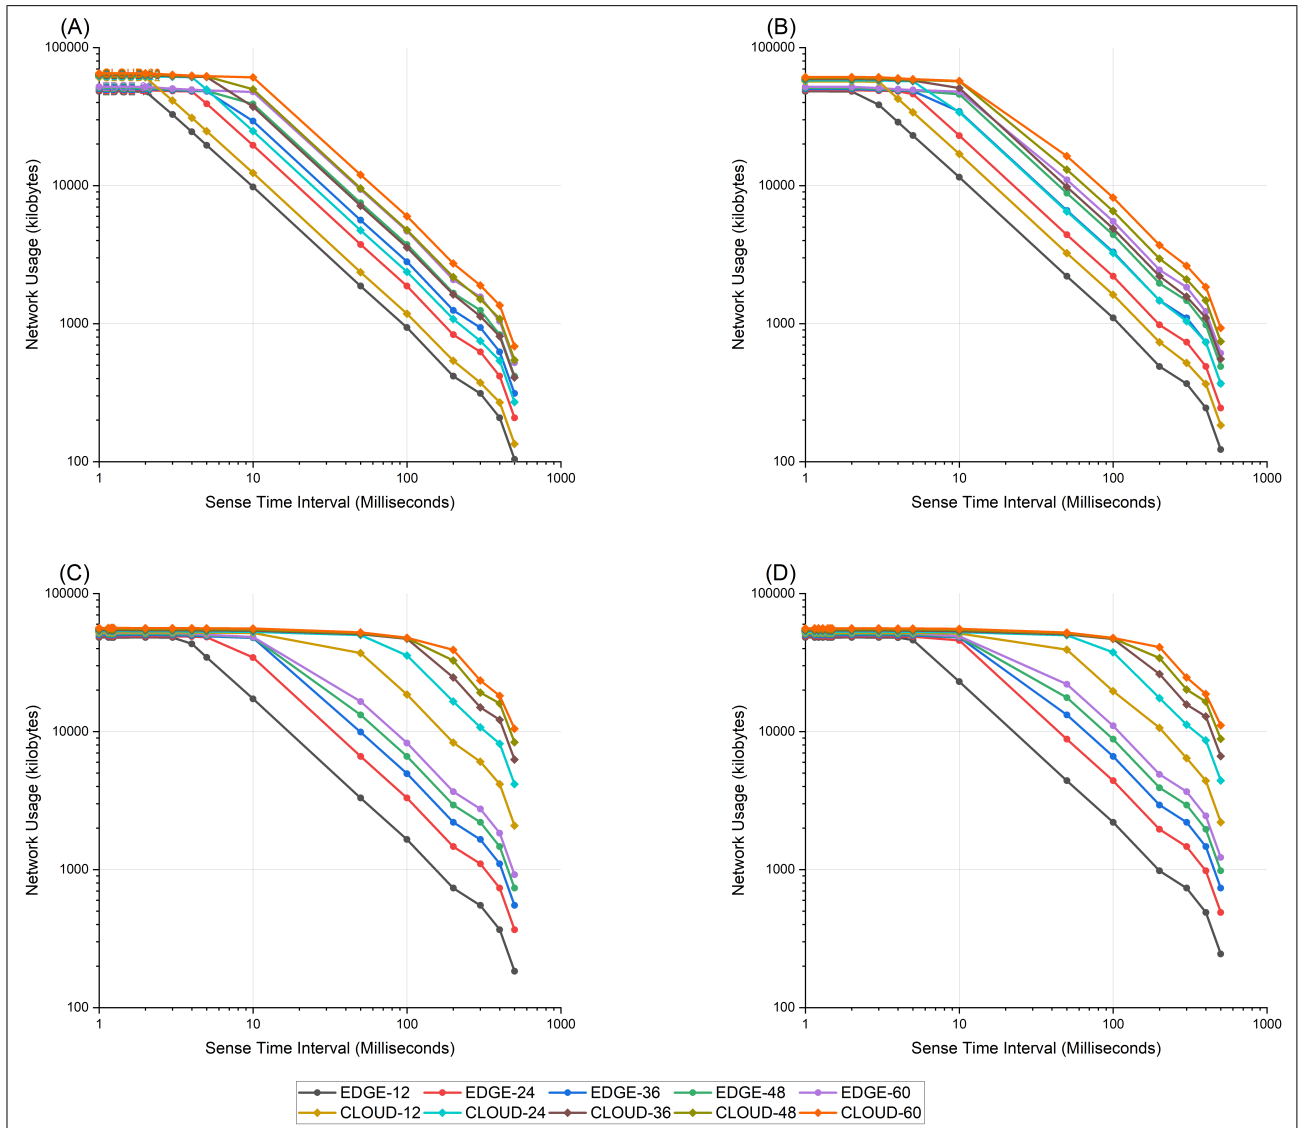 (A)
100000
10000
1000
100
1 10 100 1000
Network Usage (kilobytes)
Sense Time Interval (Milliseconds)
(B)
100000
10000
1000
100
1 10 100 1000
Network Usage (kilobytes)
Sense Time Interval (Milliseconds)
(C)
100000
10000
1000
100
1 10 100 1000
Network Usage (kilobytes)
Sense Time Interval (Milliseconds)
(D)
100000
10000
1000
100
1 10 100 1000
Network Usage (kilobytes)
Sense Time Interval (Milliseconds)
EDGE-12 EDGE-24 EDGE-36 EDGE-48 EDGE-60
CLOUD-12 CLOUD-24 CLOUD-36 CLOUD-48 CLOUD-60